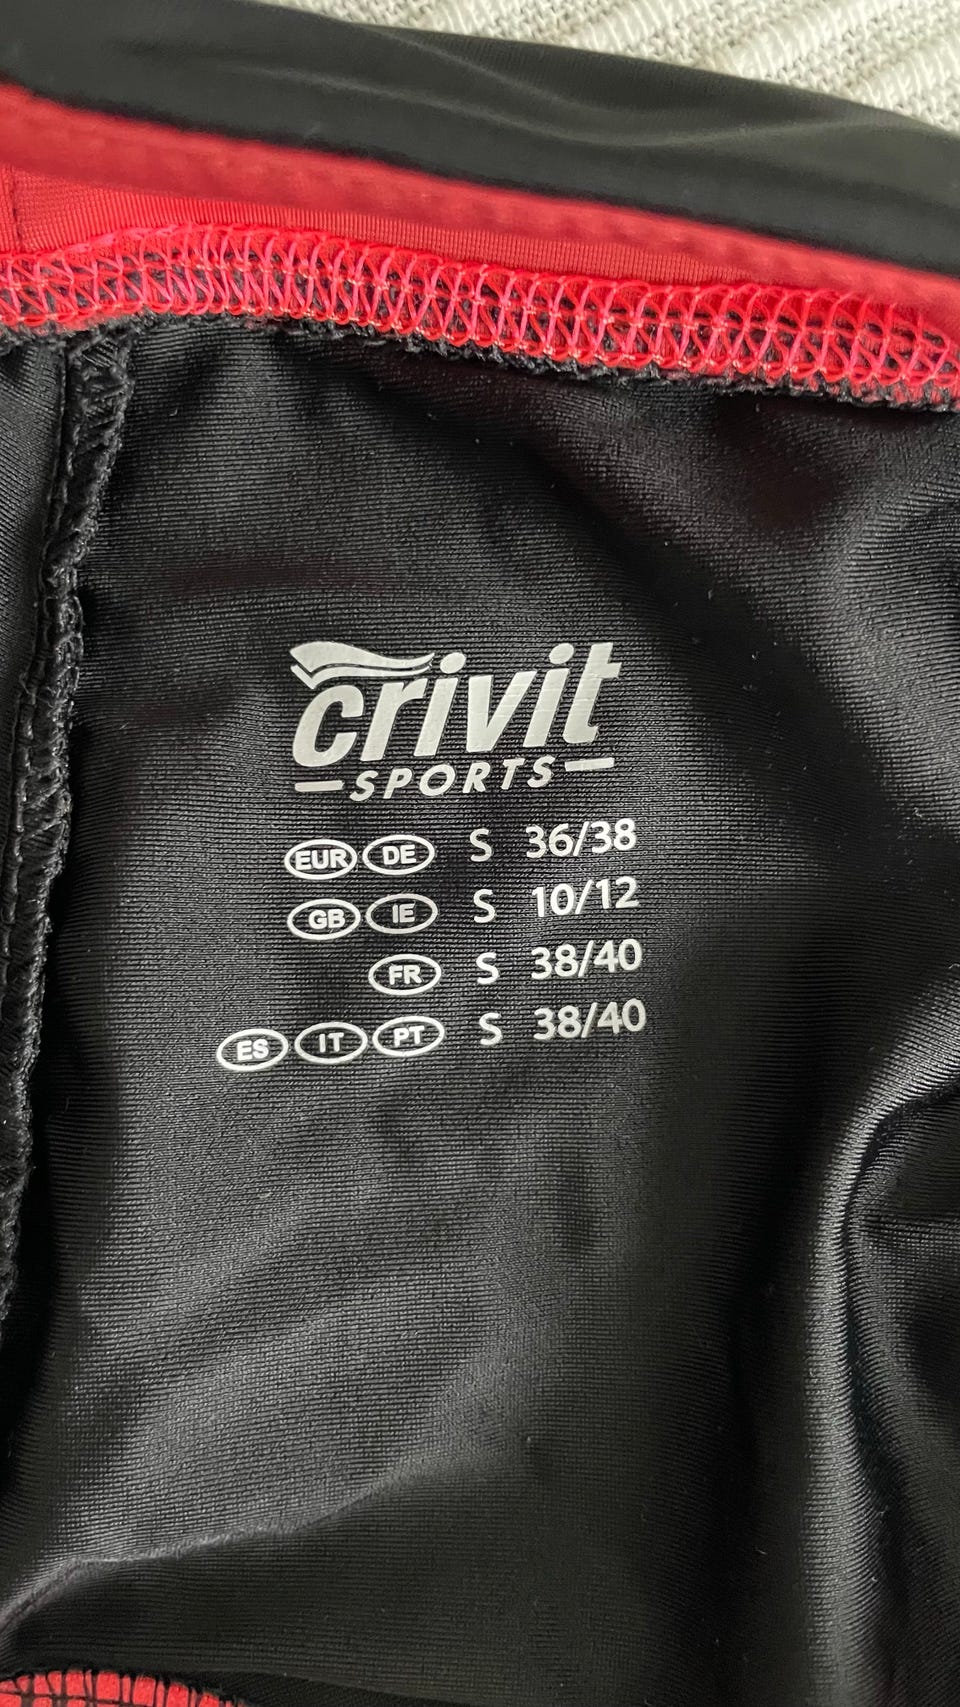 crivit
SPORTS
EUR DE S 36/38
GB IE S 10/12
FR S 38/40
ES IT PT S 38/40